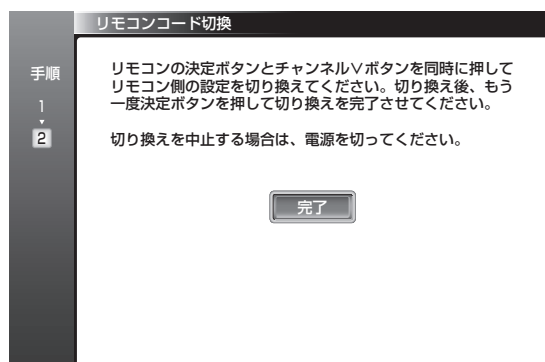 リモコンコード切換
手順
1
2
リモコンの決定ボタンとチャンネル∨ボタンを同時に押して
リモコン側の設定を切り換えてください。切り換え後、もう
一度決定ボタンを押して切り換えを完了させてください。
切り換えを中止する場合は、電源を切ってください。
完了